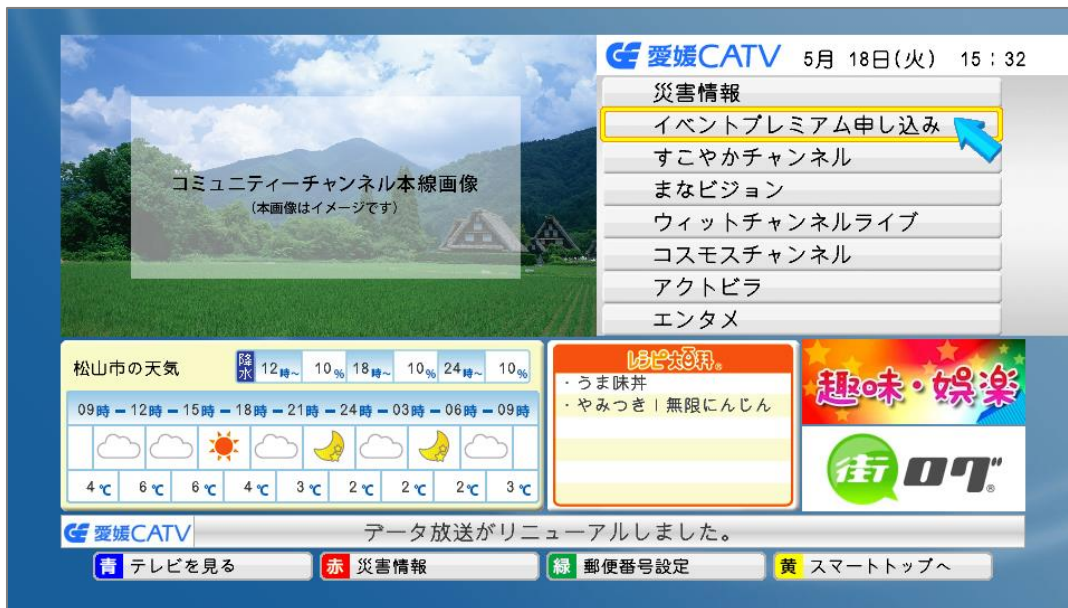 愛媛CATV 5月 18日(火) 15:32
コミュニティーチャンネル本線画像
(本画像はイメージです)
災害情報
イベントプレミアム申し込み
すこやかチャンネル
まなビジョン
ウィットチャンネルライブ
コスモスチャンネル
アクトビラ
エンタメ
松山市の天気 降水 12時~ 10% 18時~ 10% 24時~ 10%
09時 12時 15時 18時 21時 24時 03時 06時 09時
4℃ 6℃ 6℃ 4℃ 3℃ 2℃ 2℃ 2℃ 3℃
レシピ大百科。
・うま味丼
・やみつき|無限にんじん
趣味・娯楽
街ログ®
愛媛CATV データ放送がリニューアルしました。
青 テレビを見る 赤 災害情報 緑 郵便番号設定 黄 スマートトップへ